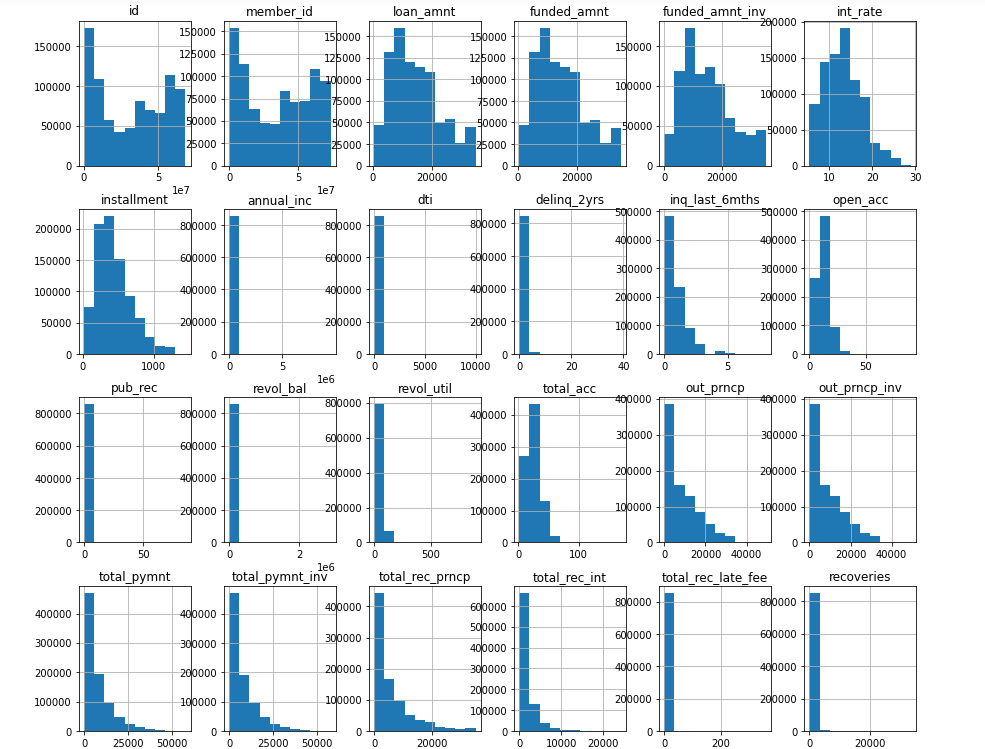 id member_id loan_amnt funded_amnt funded_amnt_inv int_rate
150000 100000 50000 0
150000 125000 100000 75000 50000 25000 0
175000 150000 125000 100000 75000 50000 25000 0
175000 150000 125000 100000 75000 50000 25000 0
150000 100000 50000 0
200000 150000 100000 50000 0
0 5 0 5 0 20000 0 20000 0 20000 10 20 30
1e7 1e7
installment annual_inc dti delinq_2yrs inq_last_6mths open_acc
200000 150000 100000 50000 0
800000 600000 400000 200000 0
800000 600000 400000 200000 0
800000 600000 400000 200000 0
500000 400000 300000 200000 100000 0
500000 400000 300000 200000 100000 0
0 1000 0 5 0 5000 10000 0 20 40 0 5 0 50
1e6
pub_rec revol_bal revol_util total_acc out_prncp out_prncp_inv
800000 600000 400000 200000 0
800000 600000 400000 200000 0
800000 600000 400000 200000 0
400000 300000 200000 100000 0
400000 300000 200000 100000 0
400000 300000 200000 100000 0
0 50 0 2 0 500 0 100 0 20000 40000 0 20000 40000
1e6
total_pymnt total_pymnt_inv total_rec_prncp total_rec_int total_rec_late_fee recoveries
400000 300000 200000 100000 0
400000 300000 200000 100000 0
400000 300000 200000 100000 0
600000 500000 400000 300000 200000 100000 0
800000 600000 400000 200000 0
800000 600000 400000 200000 0
0 25000 50000 0 25000 50000 0 20000 0 10000 20000 0 200 0 20000